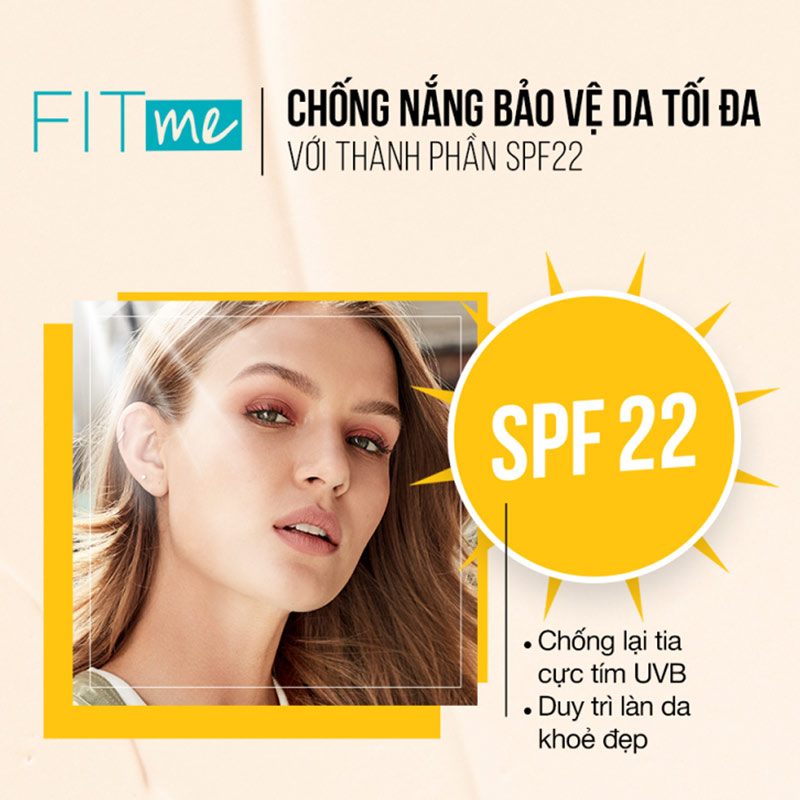 FIT me
CHỐNG NẮNG BẢO VỆ DA TỐI ĐA
VỚI THÀNH PHẦN SPF22
SPF 22
• Chống lại tia
cực tím UVB
• Duy trì làn da
khoẻ đẹp